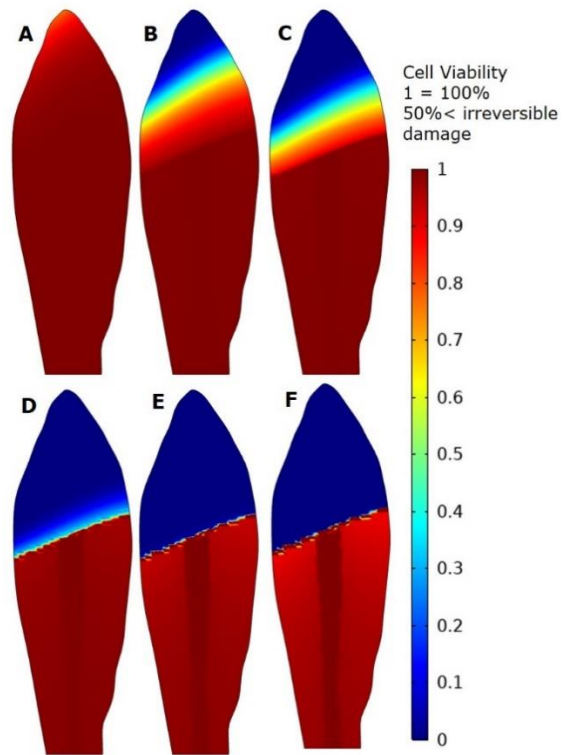 A
B
C
Cell Viability
1 = 100%
50%< irreversible
damage
1
0.9
0.8
0.7
0.6
0.5
0.4
0.3
0.2
0.1
0
D
E
F